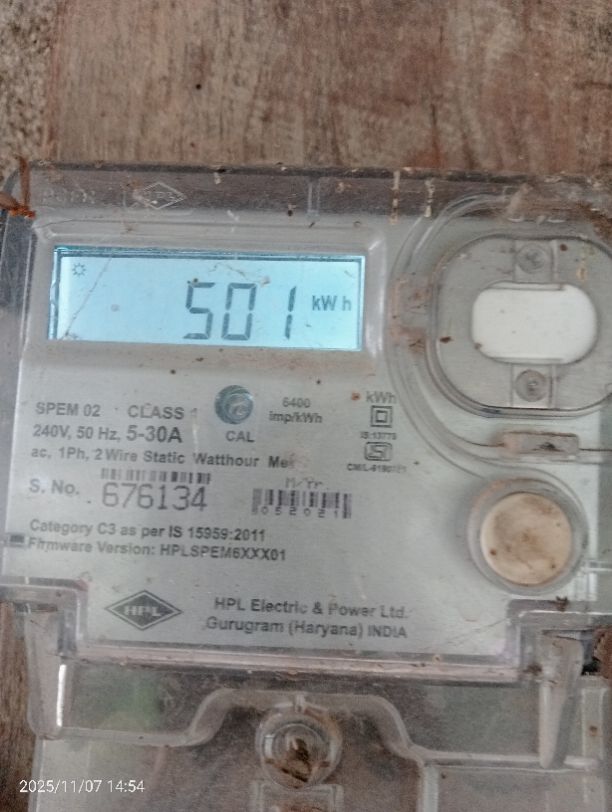 501 kWh
SPEM 02 CLASS 1
6400
imp/kWh
kWh
240V, 50 Hz, 5-30A
CAL
IS:13779
ac, 1Ph, 2 Wire Static Watthour
S. No. 676134
M/Yr.
052021
Category C3 as per IS 15959:2011
Firmware Version: HPLSPEM6XXX01
HPL
HPL Electric & Power Ltd.
Gurugram (Haryana) INDIA
2025/11/07 14:54